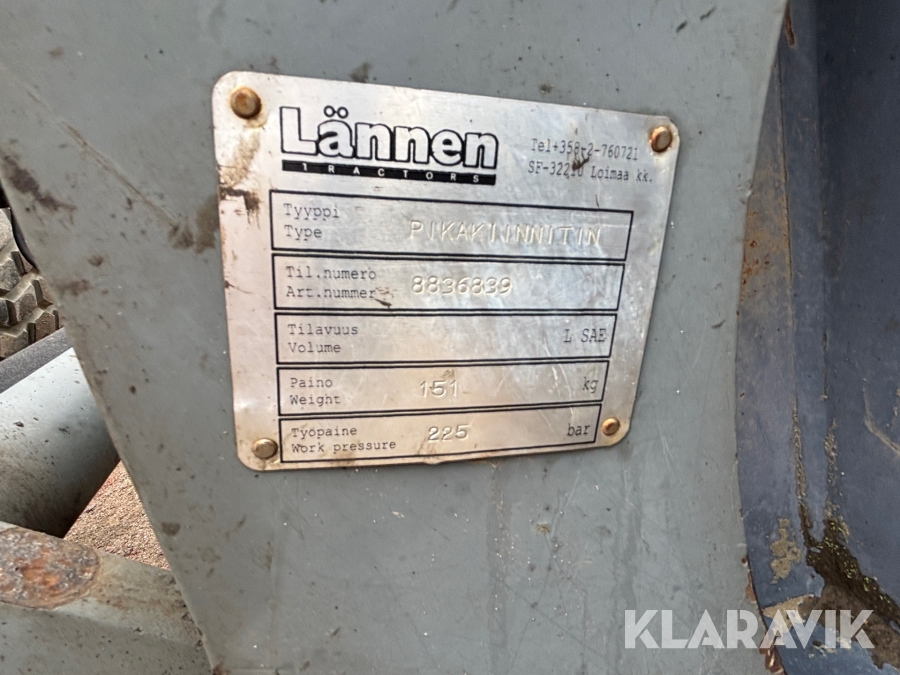 Lännen
TRACTORS
Tel+358-2-760721
SF-32210 Loimaa kk.
Tyyppi
Type
PIKAKIINNITIN
Til.numero
Art.nummer
8836839
Tilavuus
Volume
L SAE
Paino
Weight
151
kg
Työpaine
Work pressure
225
bar
KLARAVIK